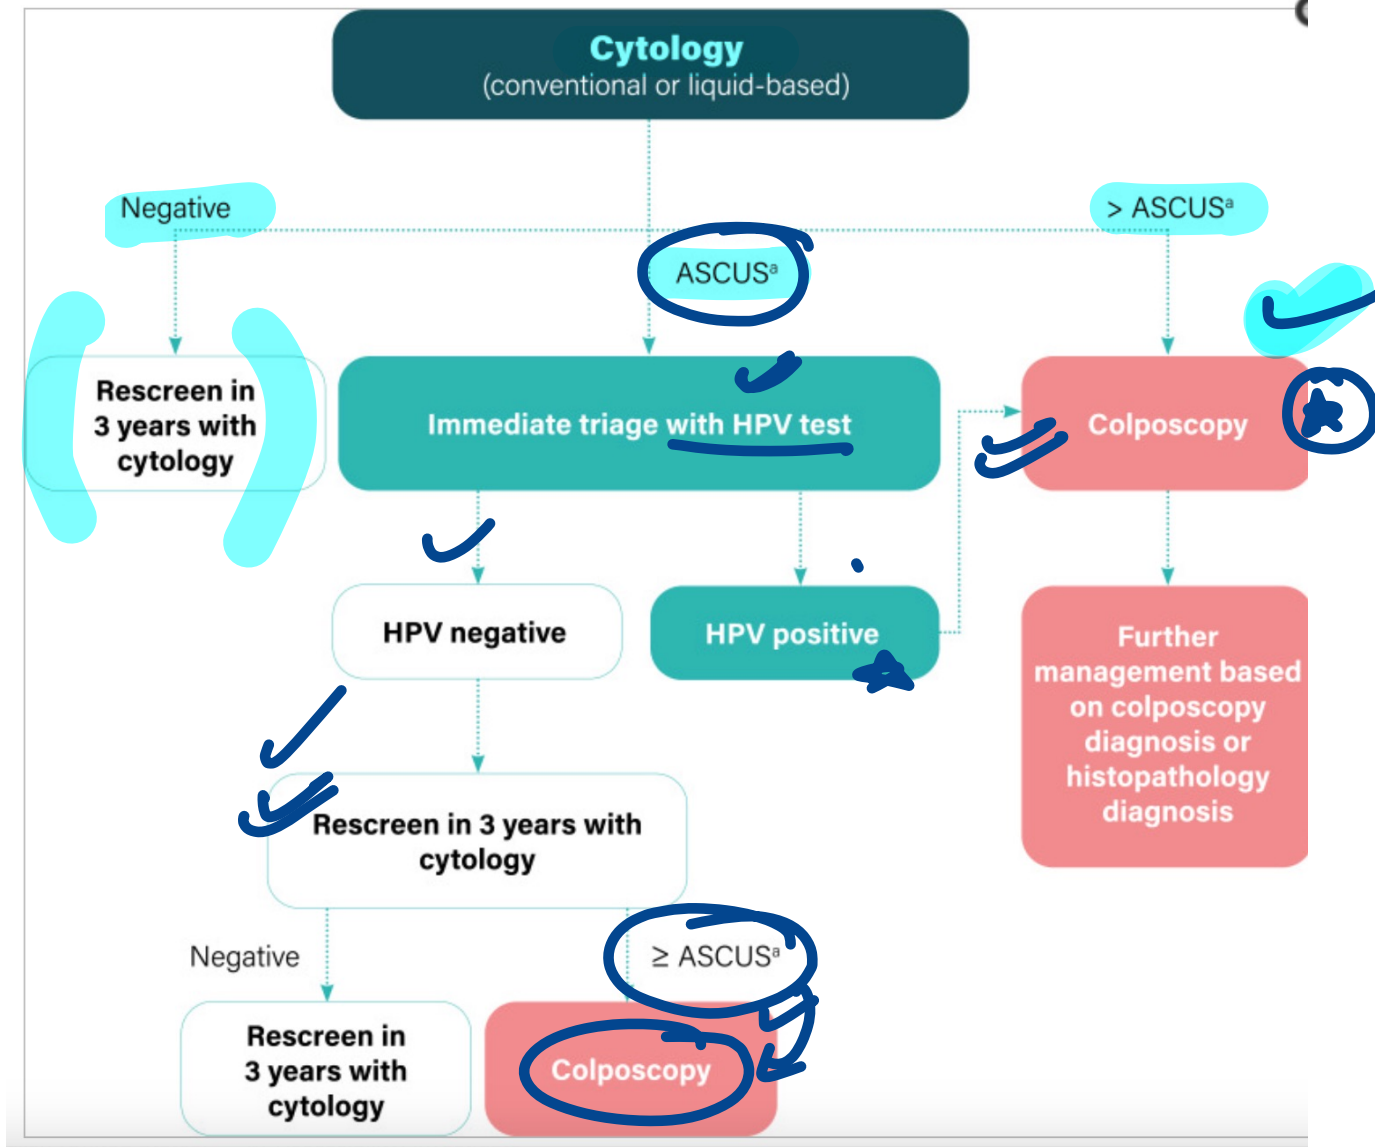 Cytology
(conventional or liquid-based)
Negative
> ASCUSᵃ
ASCUSᵃ
Rescreen in
3 years with
cytology
Immediate triage with HPV test
Colposcopy
HPV negative
HPV positive
Further
management based
on colposcopy
diagnosis or
histopathology
diagnosis
Rescreen in 3 years with
cytology
Negative
≥ ASCUSᵃ
Rescreen in
3 years with
cytology
Colposcopy